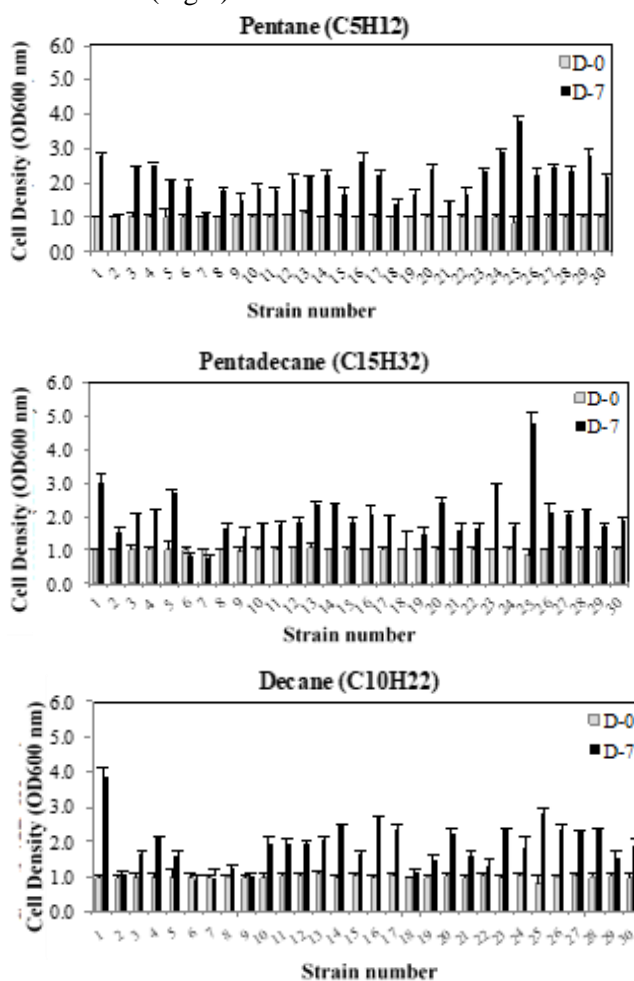 Pentane (C5H12)
Cell Density (OD600 nm)
6.0
5.0
4.0
3.0
2.0
1.0
0.0
D-0
D-7
1 2 3 4 5 6 7 8 9 10 11 12 13 14 15 16 17 18 19 20 21 22 23 24 25 26 27 28 29 30
Strain number
Pentadecane (C15H32)
Cell Density (OD600 nm)
6.0
5.0
4.0
3.0
2.0
1.0
0.0
D-0
D-7
1 2 3 4 5 6 7 8 9 10 11 12 13 14 15 16 17 18 19 20 21 22 23 24 25 26 27 28 29 30
Strain number
Decane (C10H22)
Cell Density (OD600 nm)
6.0
5.0
4.0
3.0
2.0
1.0
0.0
D-0
D-7
1 2 3 4 5 6 7 8 9 10 11 12 13 14 15 16 17 18 19 20 21 22 23 24 25 26 27 28 29 30
Strain number